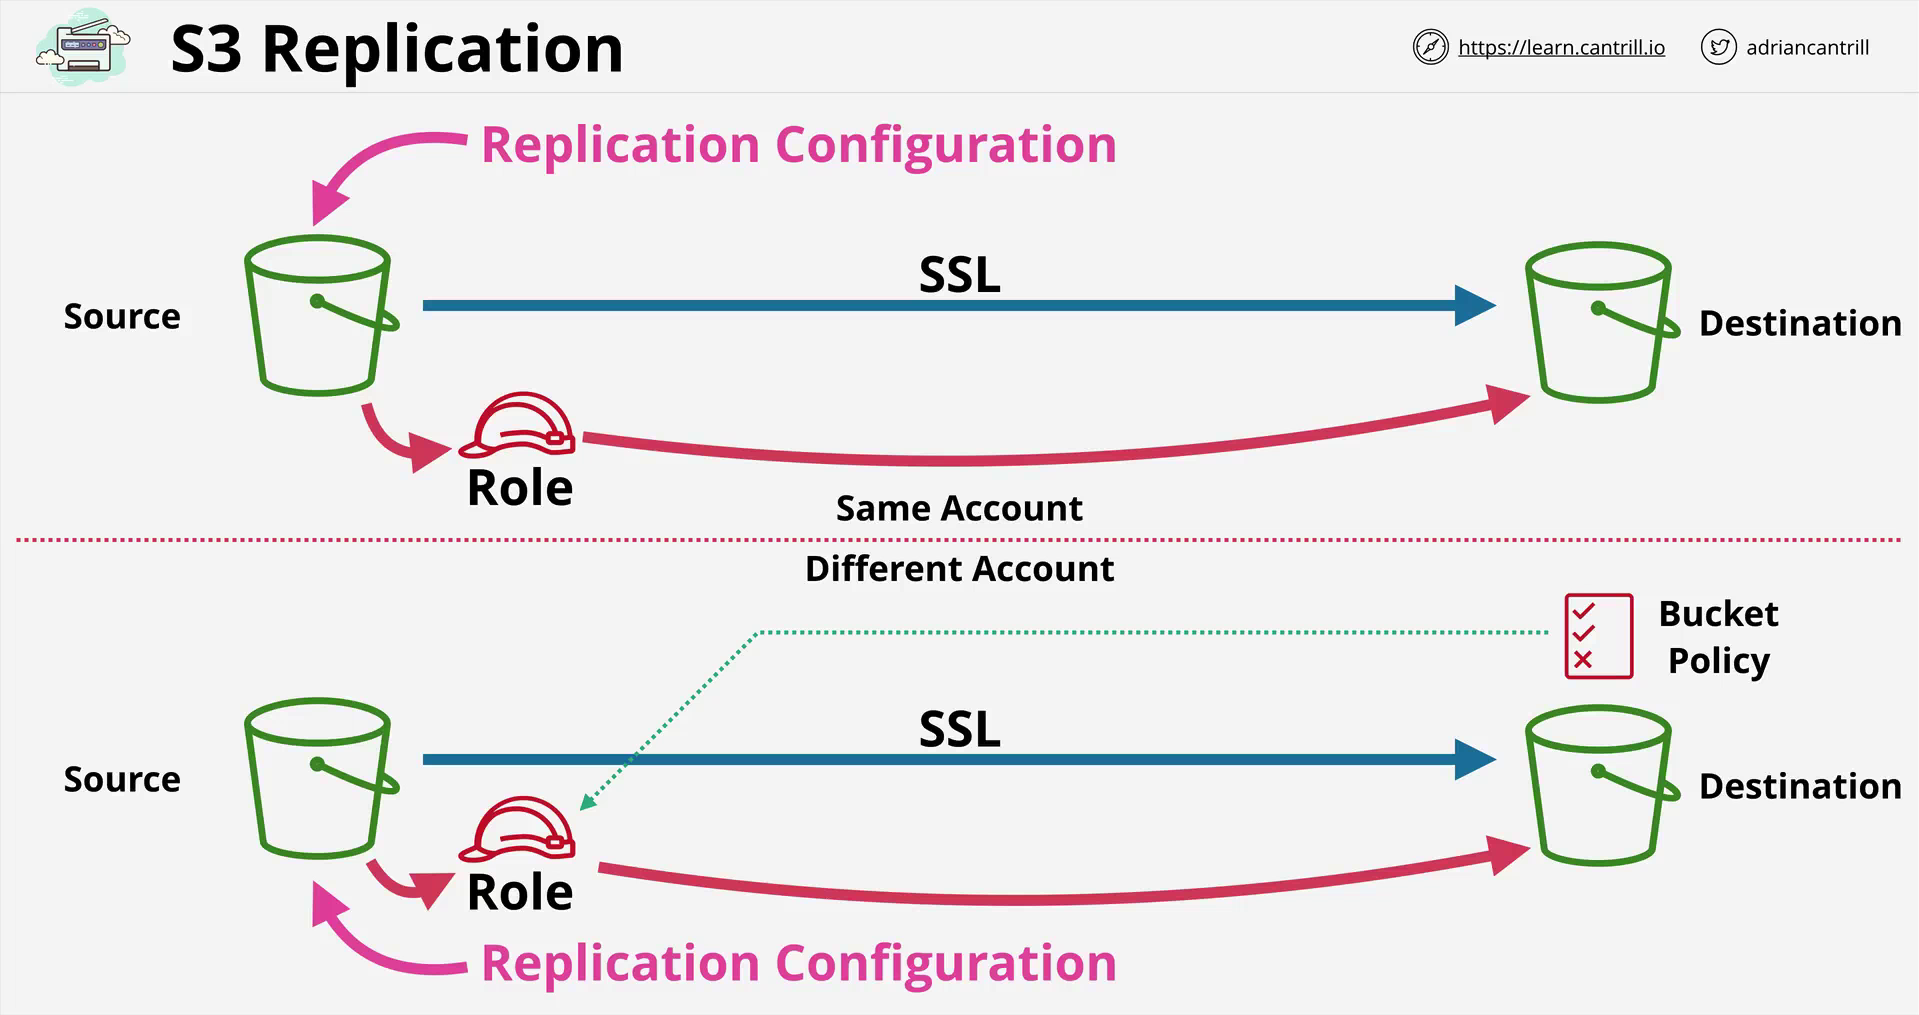 S3 Replication
https://learn.cantrill.io
adriancantrill
Replication Configuration
SSL
Source
Destination
Role
Same Account
Different Account
Bucket
Policy
SSL
Source
Destination
Role
Replication Configuration